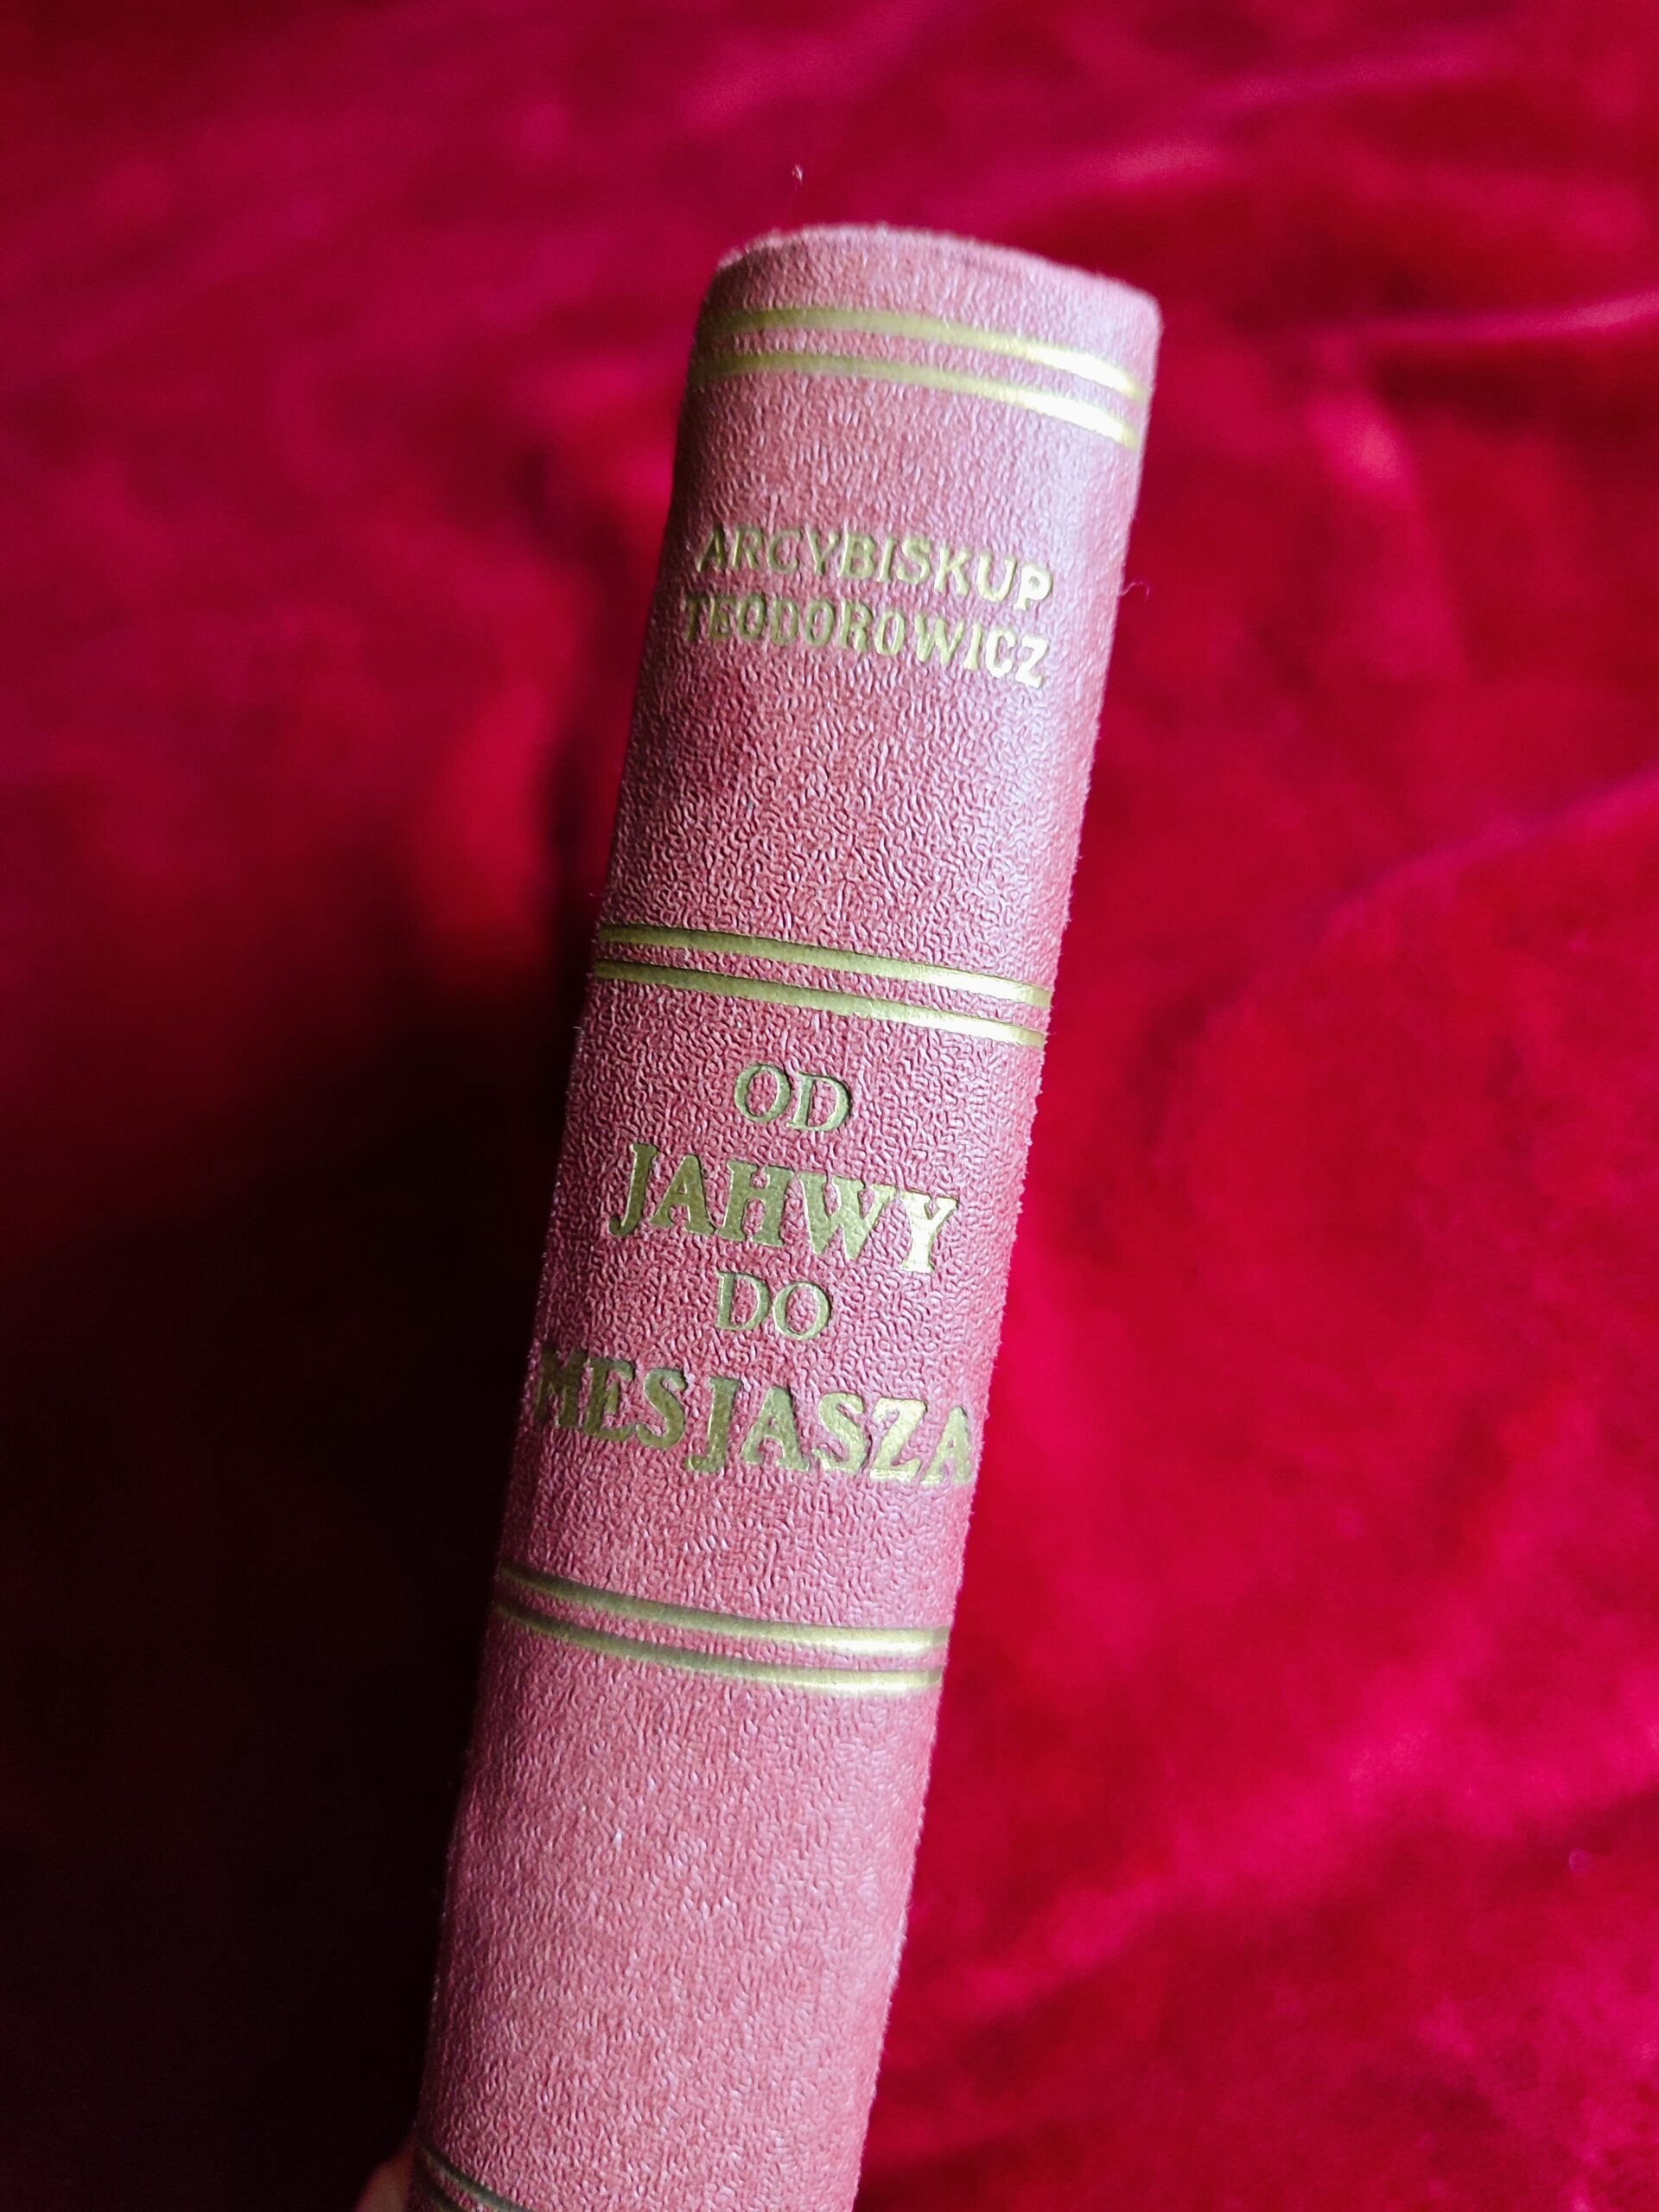 ARCYBISKUP
TEODOROWICZ
OD
JAHWY
DO
MESJASZA